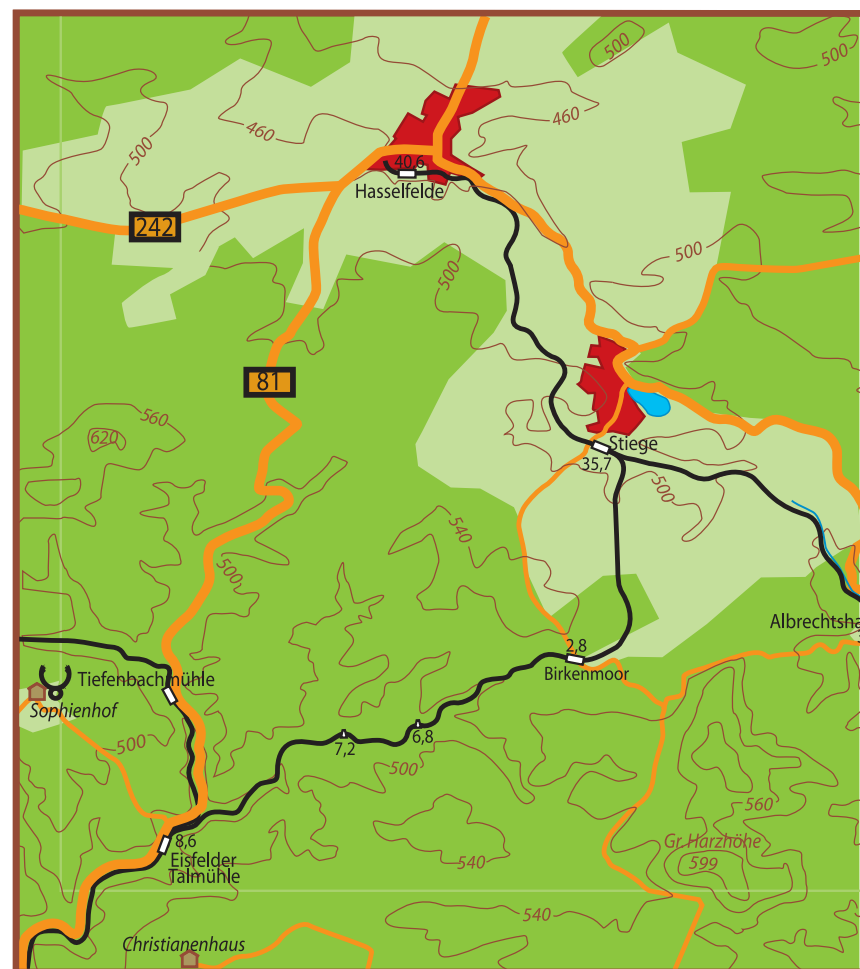 500
500
500
460
460
40,6
Hasselfelde
242
500
500
81
560
620
Stiege
35,7
500
540
500
Albrechtsha
2,8
Birkenmoor
Tiefenbachmühle
Sophienhof
500
7,2
6,8
500
560
8,6
Eisfelder
Talmühle
Gr. Harzhöhe
599
540
540
Christianenhaus